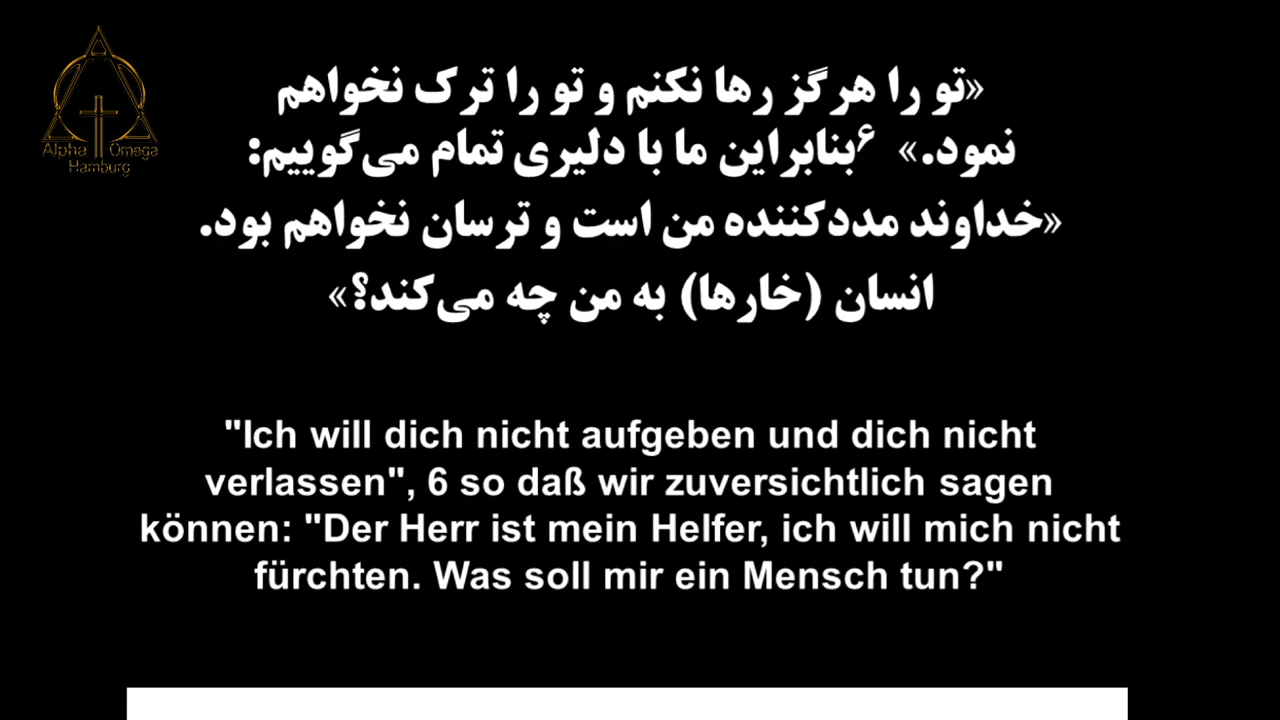 Alpha Omega
Hamburg
«تو را هرگز رها نکنم و تو را ترک نخواهم
نمود.» ۶بنابراین ما با دلیری تمام می‌گوییم:
«خداوند مددکننده من است و ترسان نخواهم بود.
انسان (خارها) به من چه می‌کند؟»
"Ich will dich nicht aufgeben und dich nicht
verlassen", 6 so daß wir zuversichtlich sagen
können: "Der Herr ist mein Helfer, ich will mich nicht
fürchten. Was soll mir ein Mensch tun?"